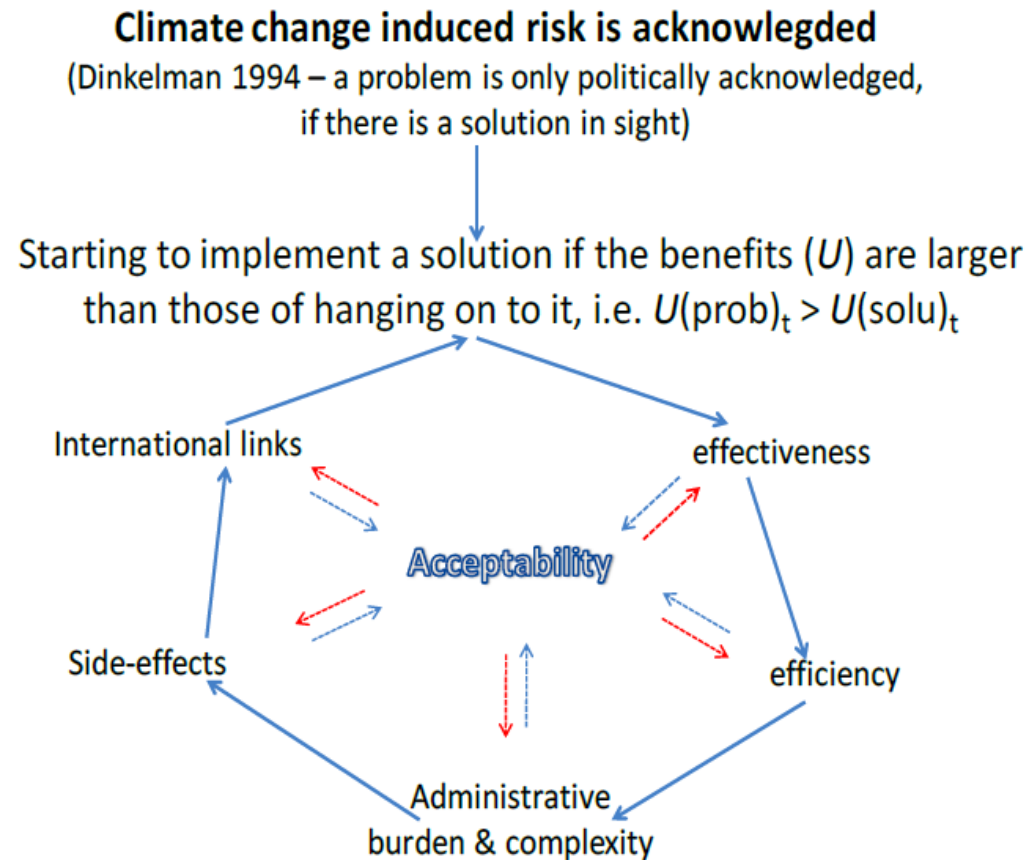 Climate change induced risk is acknowlegded
(Dinkelman 1994 – a problem is only politically acknowledged,
if there is a solution in sight)
Starting to implement a solution if the benefits (U) are larger
than those of hanging on to it, i.e. U(prob)t > U(solu)t
International links
effectiveness
Acceptability
Side-effects
efficiency
Administrative
burden & complexity